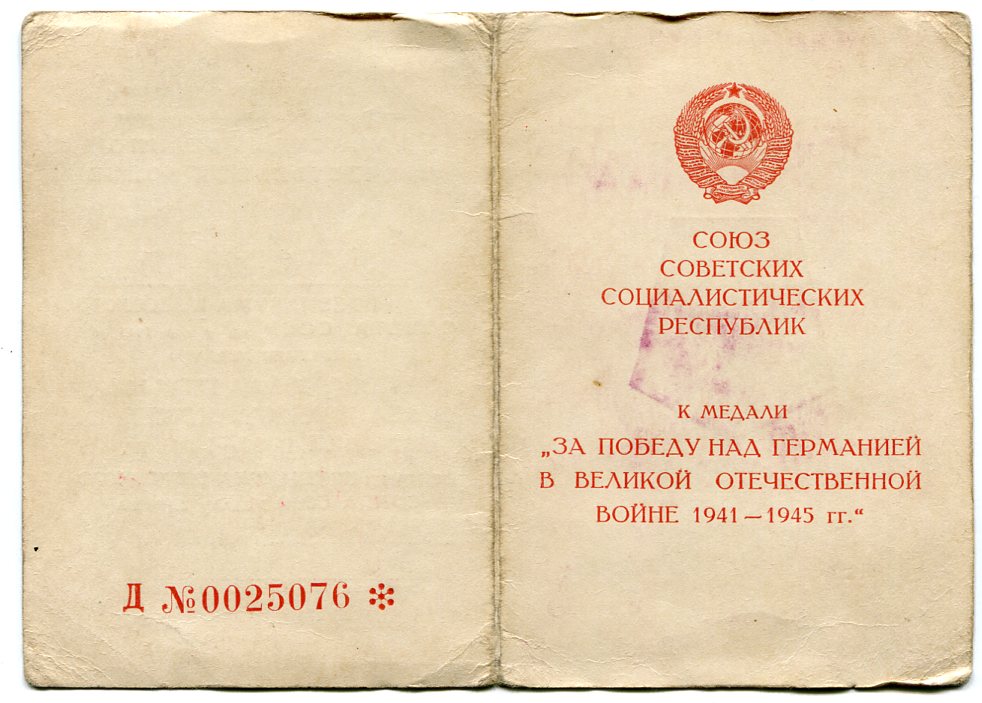 Д №0025076
СОЮЗ
СОВЕТСКИХ
СОЦИАЛИСТИЧЕСКИХ
РЕСПУБЛИК
К МЕДАЛИ
„ЗА ПОБЕДУ НАД ГЕРМАНИЕЙ
В ВЕЛИКОЙ ОТЕЧЕСТВЕННОЙ
ВОЙНЕ 1941—1945 гг.“